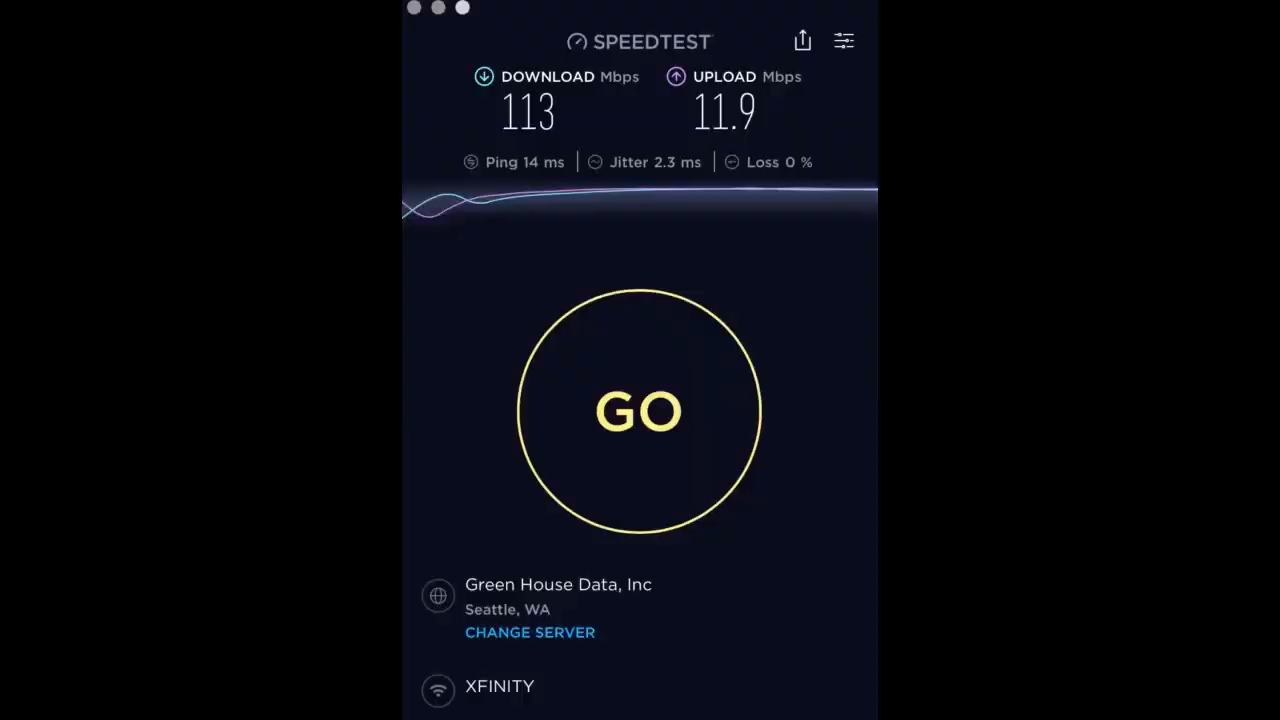 SPEEDTEST
DOWNLOAD Mbps UPLOAD Mbps
113 11.9
Ping 14 ms Jitter 2.3 ms Loss 0 %
GO
Green House Data, Inc
Seattle, WA
CHANGE SERVER
XFINITY